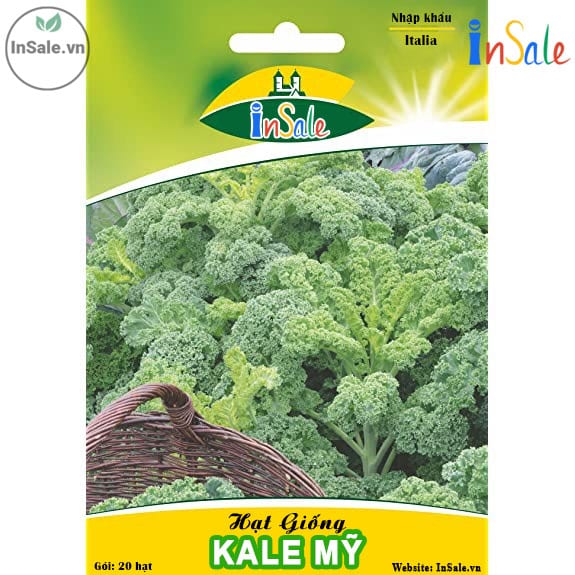 InSale.vn
Nhập khẩu
Italia
inSale
inSale
Hạt Giống
KALE MỸ
Gói: 20 hạt
Website: InSale.vn